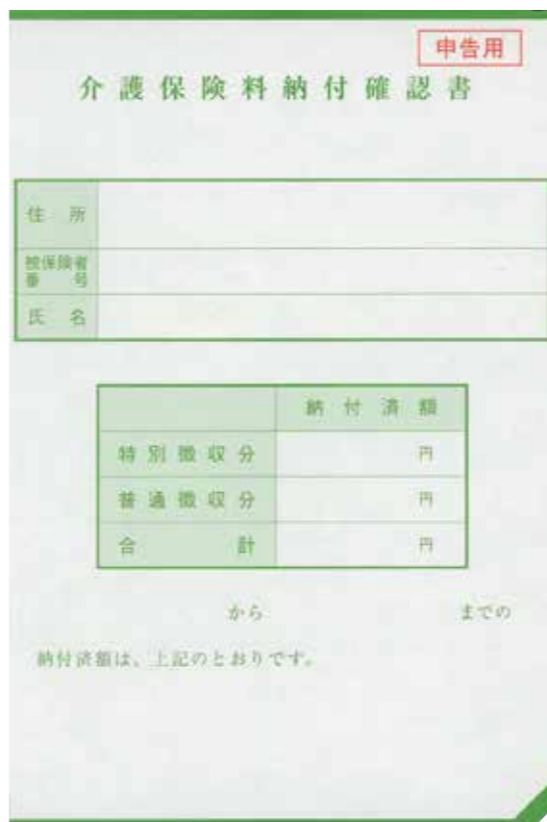 申告用
介護保険料納付確認書
住所
被保険者
番号
氏名
納付済額
特別徴収分 円
普通徴収分 円
合計 円
から までの
納付済額は、上記のとおりです。